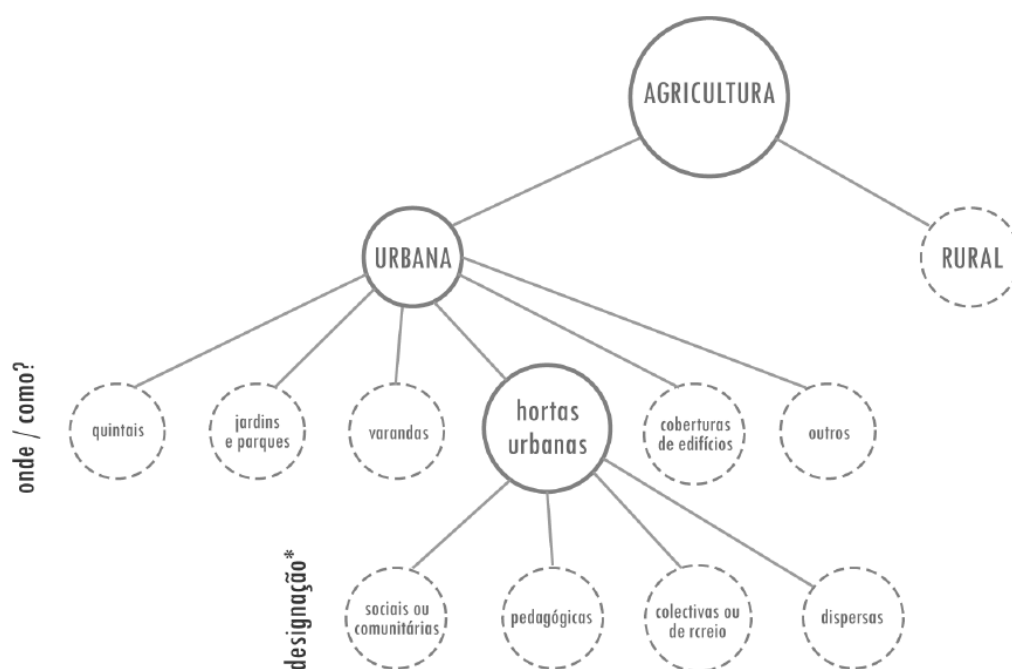 AGRICULTURA
URBANA
RURAL
onde / como?
quintais
jardins
e parques
varandas
hortas
urbanas
coberturas
de edifícios
outros
designação*
sociais ou
comunitárias
pedagógicas
colectivas ou
de rcreio
dispersas